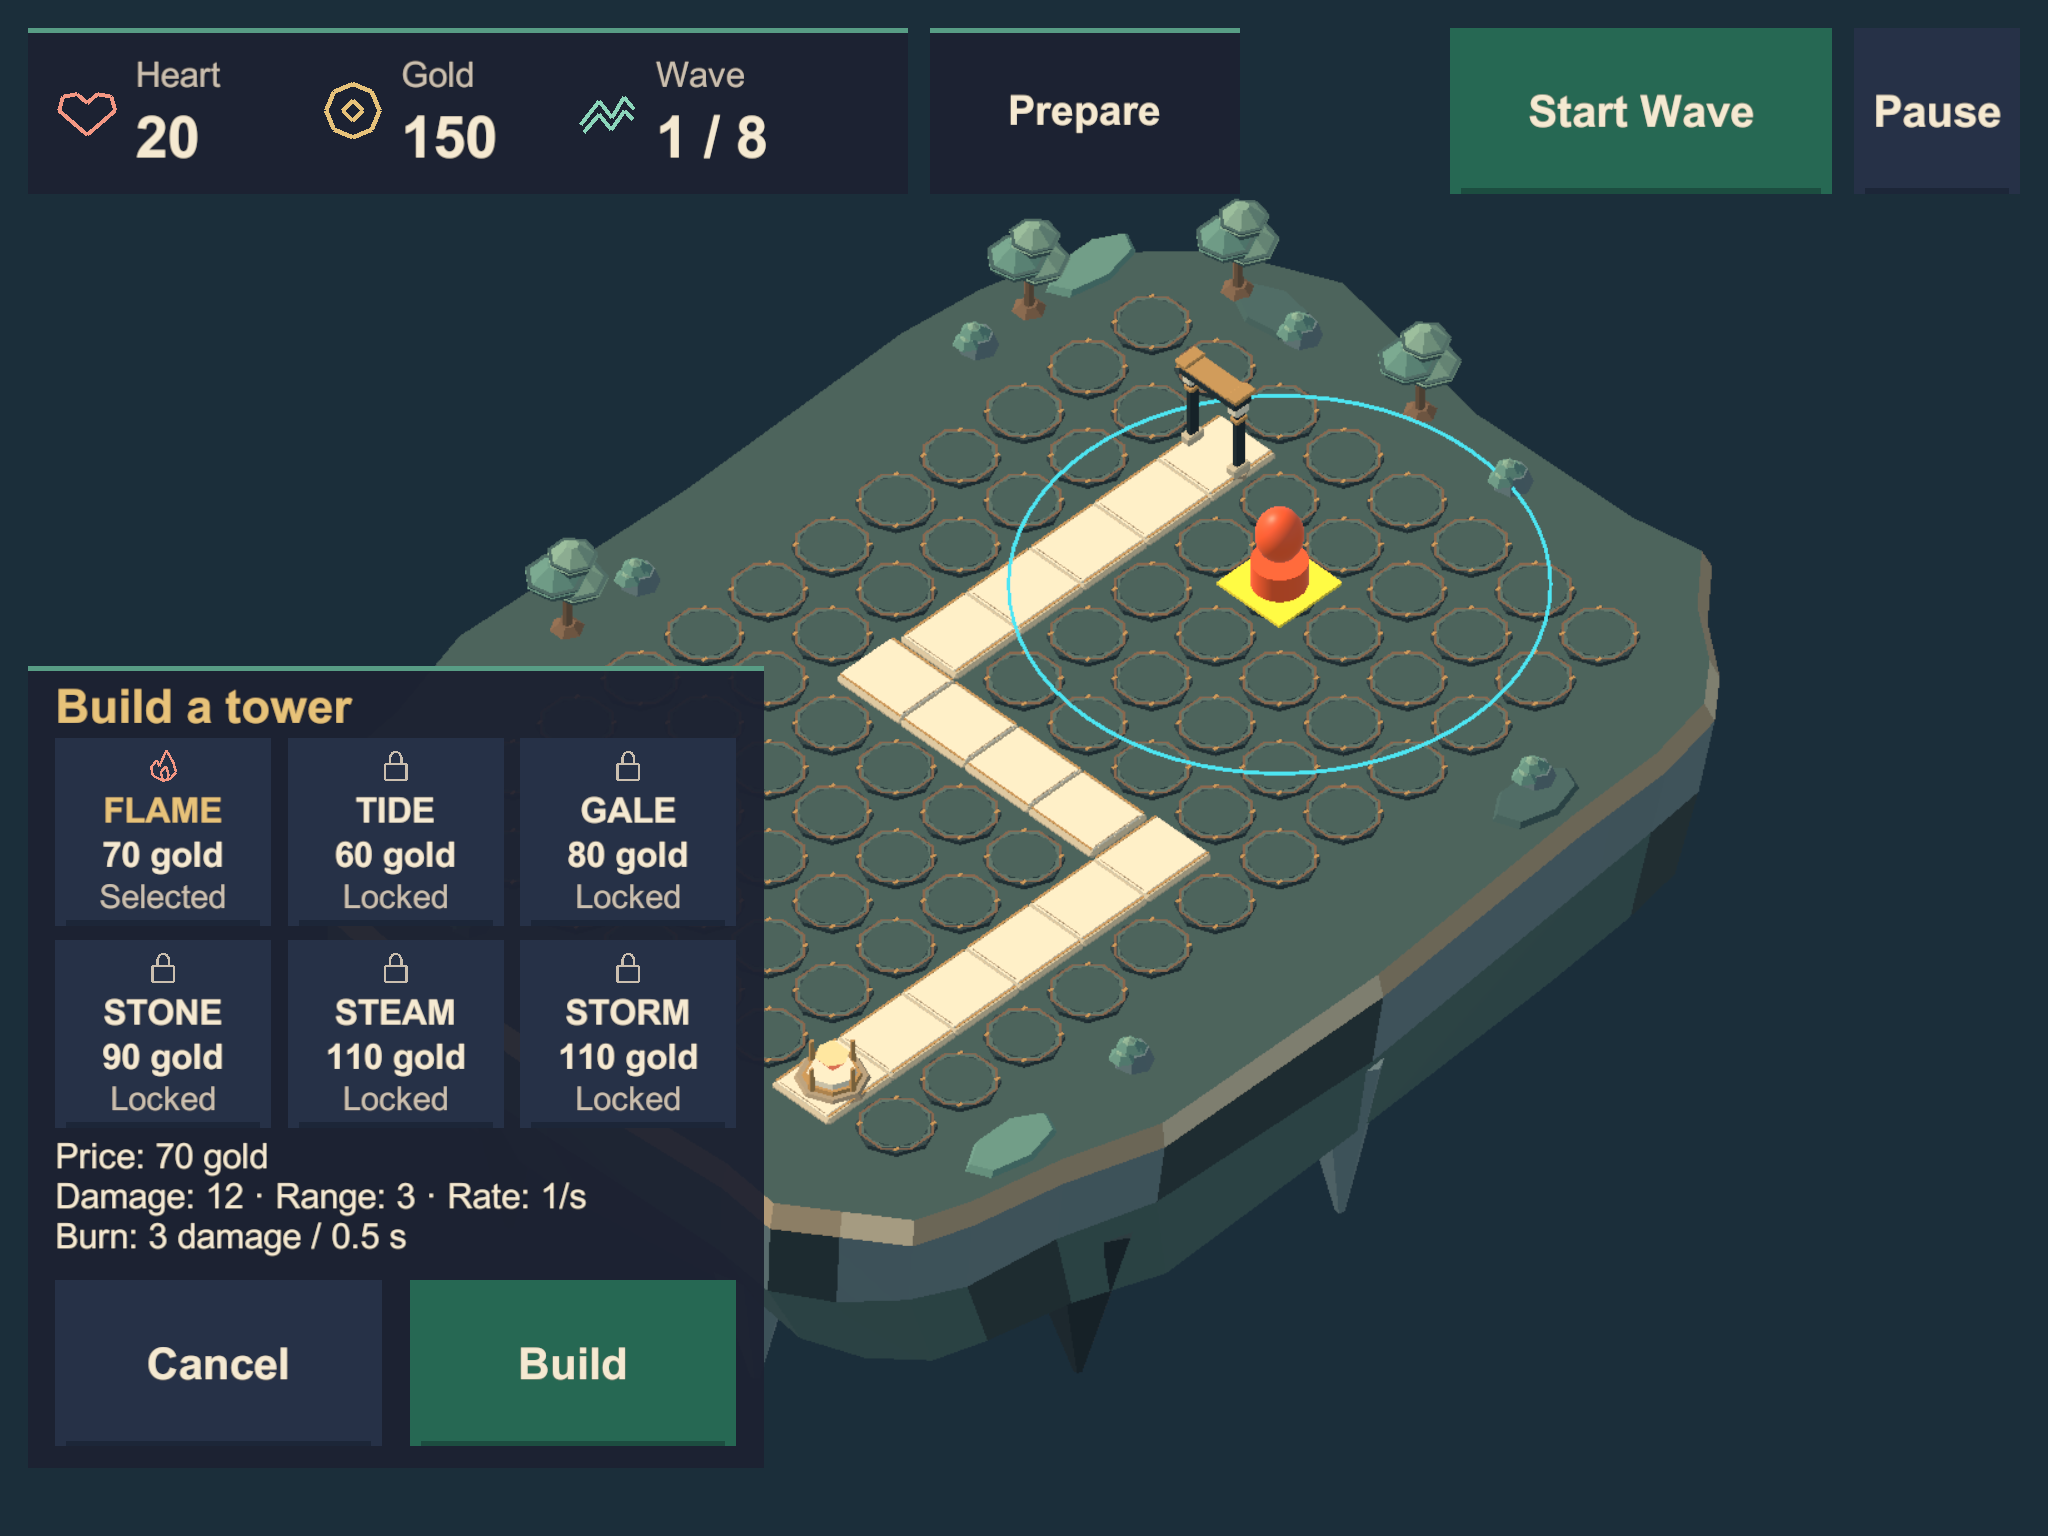 Heart
20
Gold
150
Wave
1 / 8
Prepare
Start Wave
Pause
Build a tower
FLAME
70 gold
Selected
TIDE
60 gold
Locked
GALE
80 gold
Locked
STONE
90 gold
Locked
STEAM
110 gold
Locked
STORM
110 gold
Locked
Price: 70 gold
Damage: 12 · Range: 3 · Rate: 1/s
Burn: 3 damage / 0.5 s
Cancel
Build